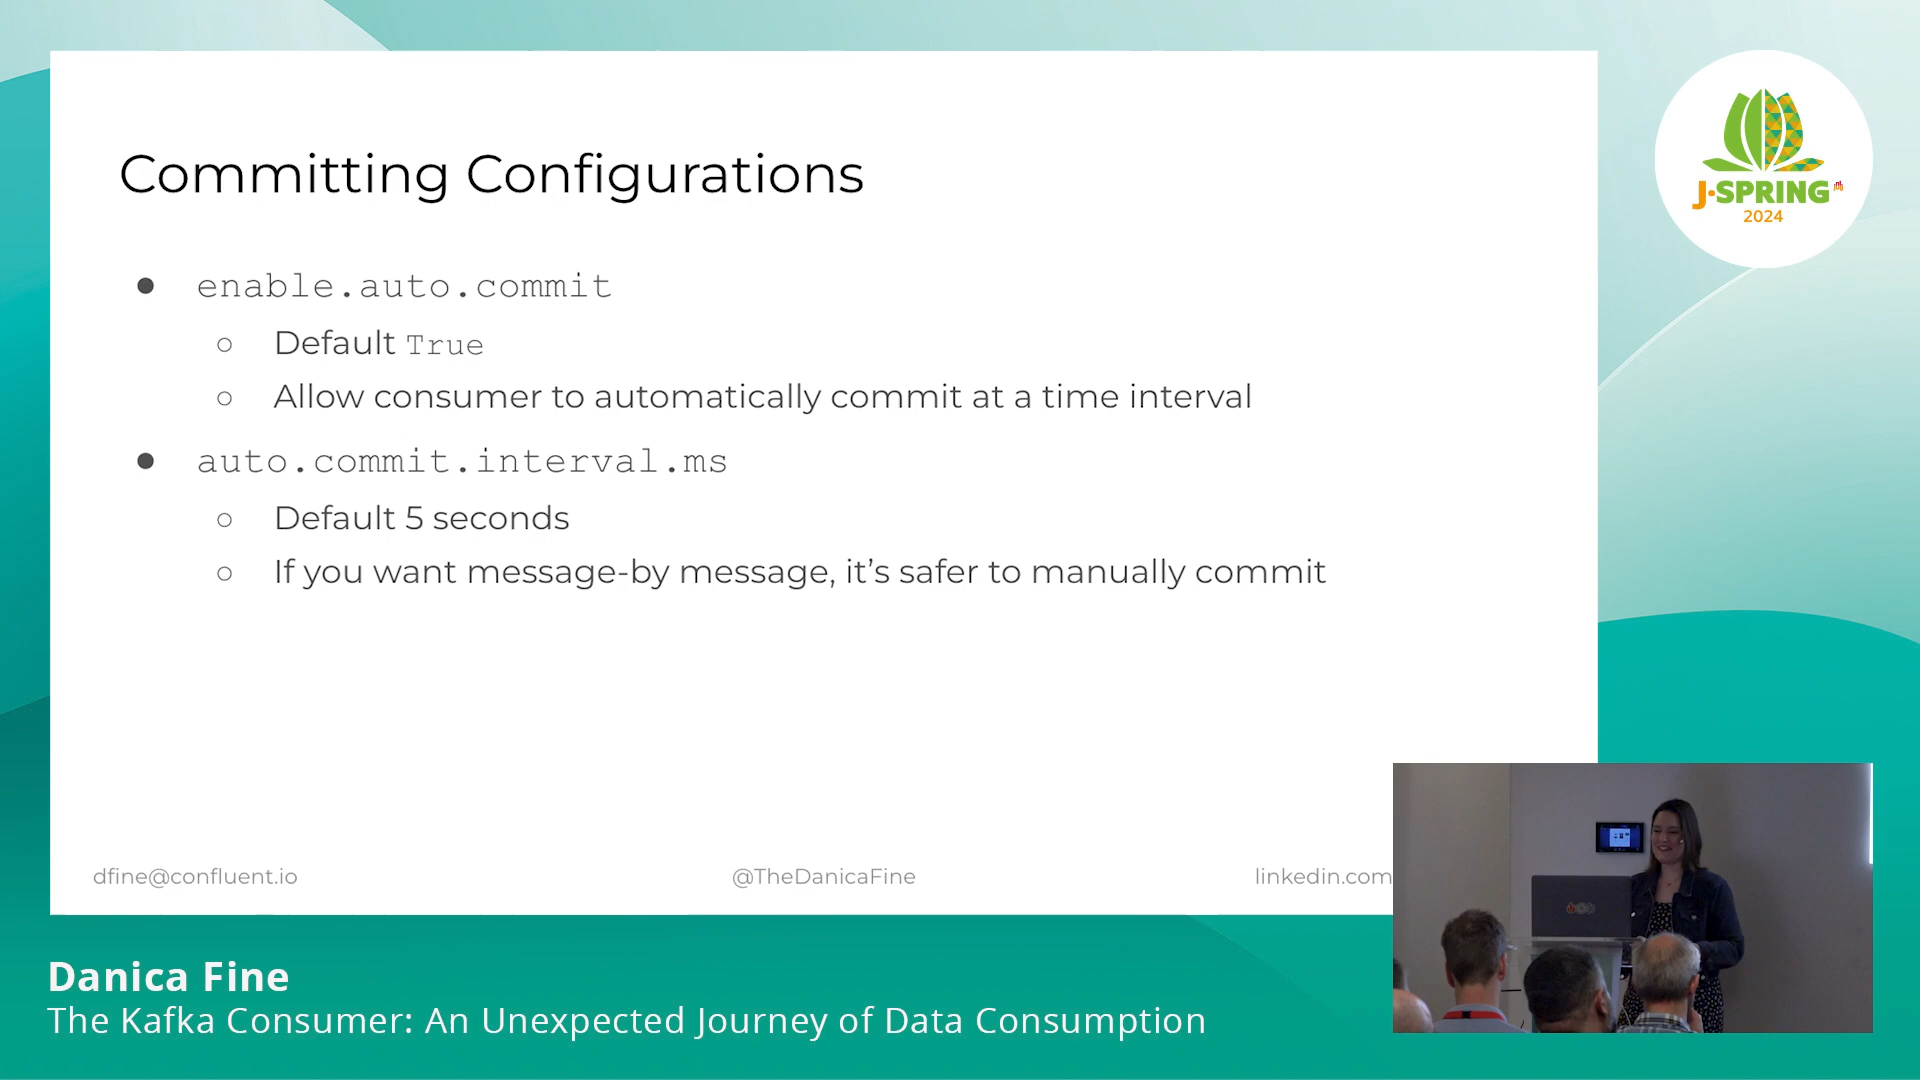 Committing Configurations
enable.auto.commit
Default True
Allow consumer to automatically commit at a time interval
auto.commit.interval.ms
Default 5 seconds
If you want message-by message, it's safer to manually commit
dfine@confluent.io
@TheDanicaFine
linkedin.com
J-SPRING
2024
Danica Fine
The Kafka Consumer: An Unexpected Journey of Data Consumption